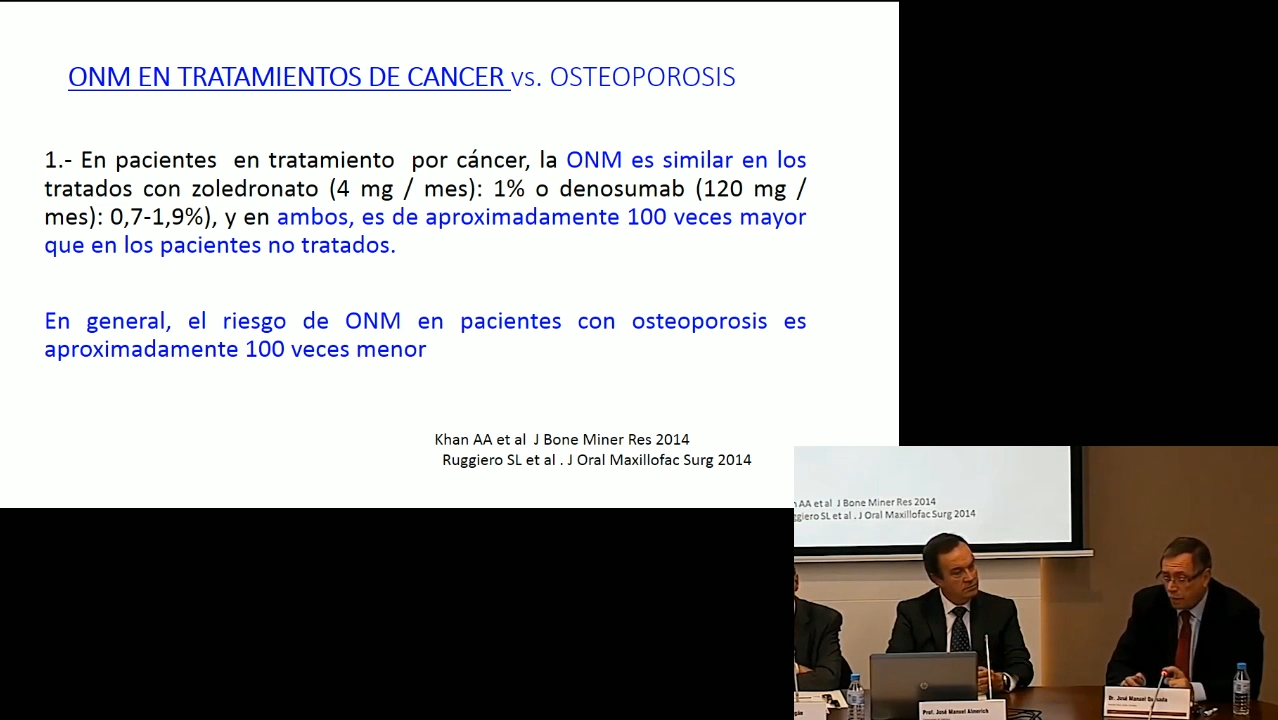 ONM EN TRATAMIENTOS DE CANCER vs. OSTEOPOROSIS
1.- En pacientes en tratamiento por cáncer, la ONM es similar en los
tratados con zoledronato (4 mg / mes): 1% o denosumab (120 mg /
mes): 0,7-1,9%), y en ambos, es de aproximadamente 100 veces mayor
que en los pacientes no tratados.
En general, el riesgo de ONM en pacientes con osteoporosis es
aproximadamente 100 veces menor
Khan AA et al J Bone Miner Res 2014
Ruggiero SL et al . J Oral Maxillofac Surg 2014
AA et al J Bone Miner Res 2014
ggiero SL et al . J Oral Maxillofac Surg 2014
Prof. José Manuel Almerich
Dr. José Manuel